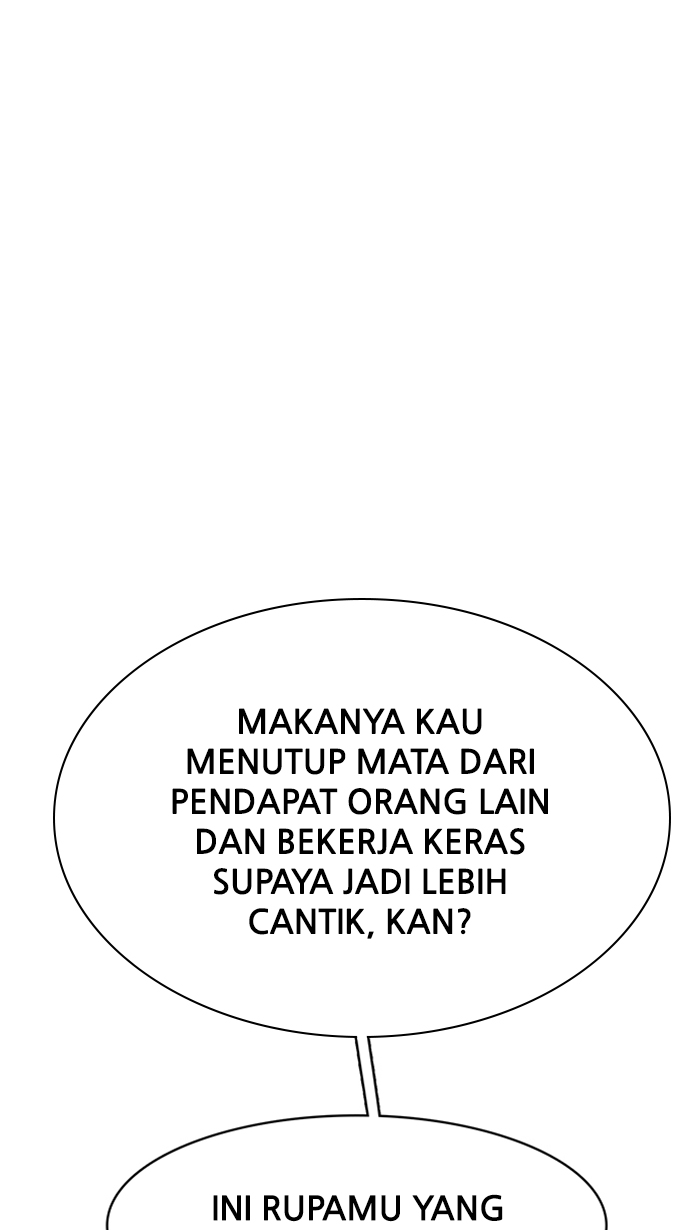 MAKANYA KAU
MENUTUP MATA DARI
PENDAPAT ORANG LAIN
DAN BEKERJA KERAS
SUPAYA JADI LEBIH
CANTIK, KAN?
INI RUPAMU YANG